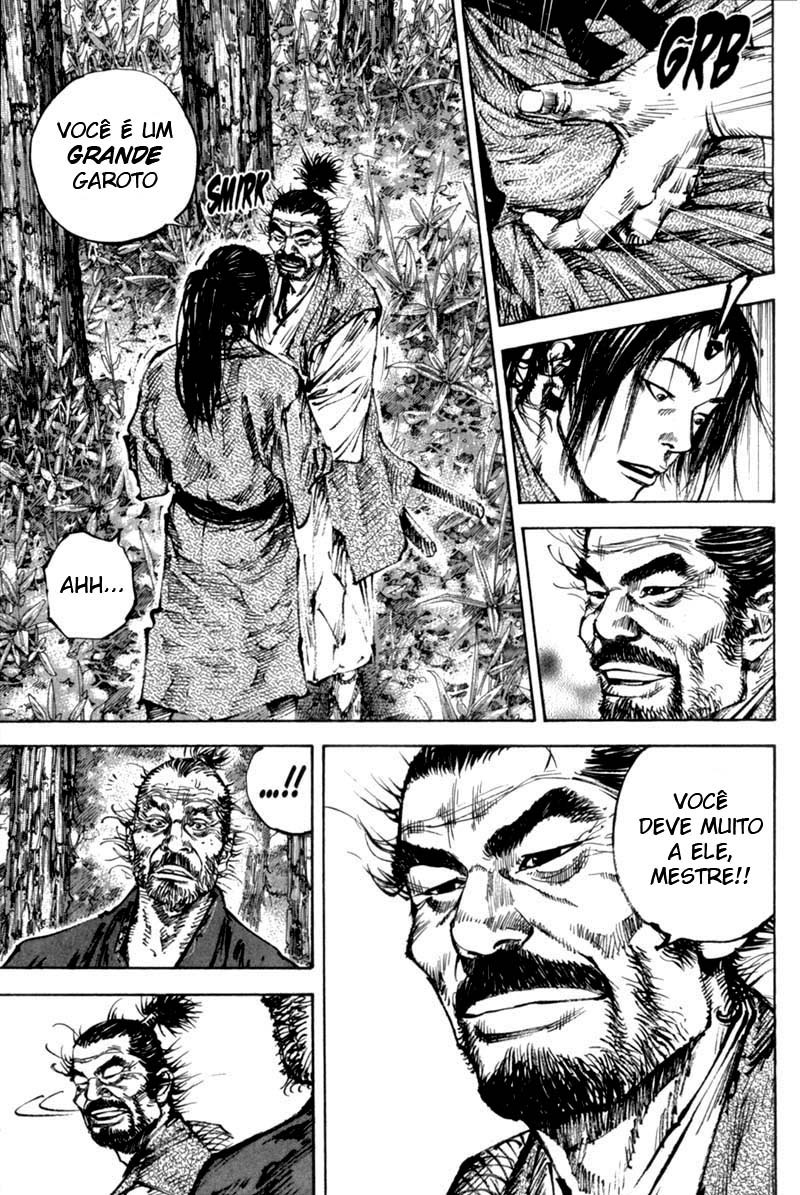 GRB
VOCÊ É UM
GRANDE
GAROTO
SMIRK
AHH...
VOCÊ
DEVE MUITO
A ELE,
MESTRE!!
...!!